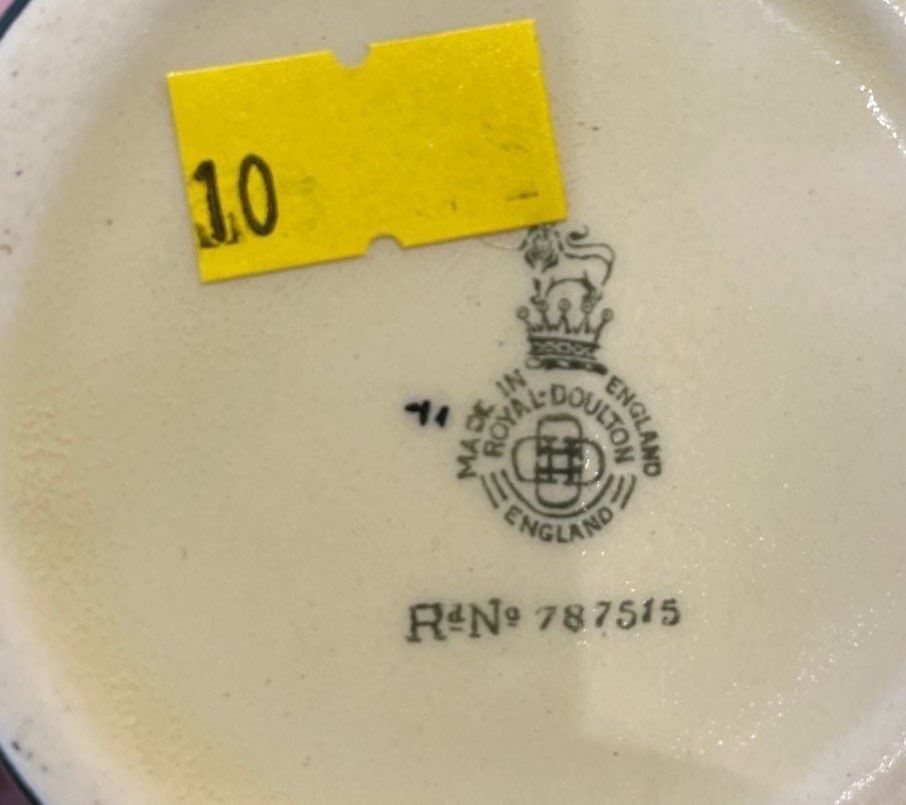 10
MADE IN ENGLAND
ROYAL-DOULTON
ENGLAND
RᵈNº 787515